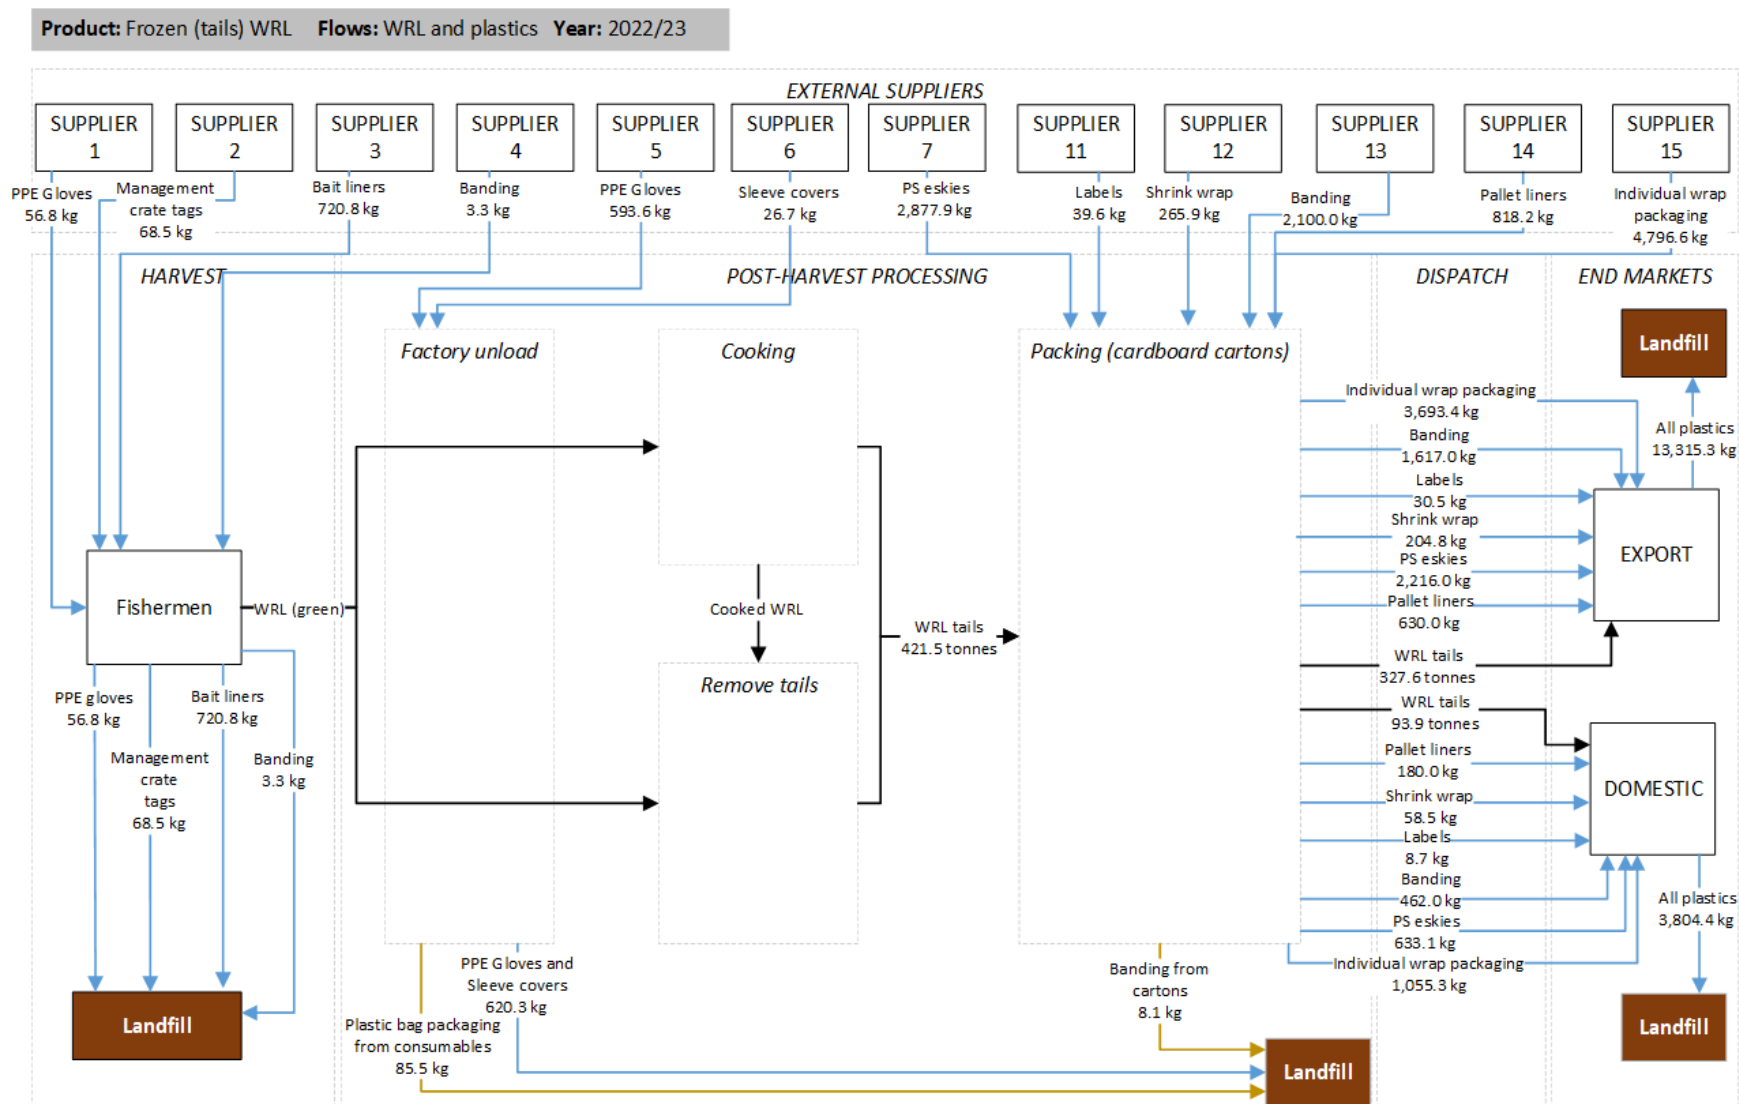 Product: Frozen (tails) WRL Flows: WRL and plastics Year: 2022/23
EXTERNAL SUPPLIERS
SUPPLIER
1
SUPPLIER
2
SUPPLIER
3
SUPPLIER
4
SUPPLIER
5
SUPPLIER
6
SUPPLIER
7
SUPPLIER
11
SUPPLIER
12
SUPPLIER
13
SUPPLIER
14
SUPPLIER
15
PPE Gloves
56.8 kg
Management
crate tags
68.5 kg
Bait liners
720.8 kg
Banding
3.3 kg
PPE Gloves
593.6 kg
Sleeve covers
26.7 kg
PS eskies
2,877.9 kg
Labels
39.6 kg
Shrink wrap
265.9 kg
Banding
2,100.0 kg
Pallet liners
818.2 kg
Individual wrap
packaging
4,796.6 kg
HARVEST
POST-HARVEST PROCESSING
DISPATCH
END MARKETS
Factory unload
Cooking
Packing (cardboard cartons)
Landfill
Individual wrap packaging
3,693.4 kg
Banding
1,617.0 kg
Labels
30.5 kg
Shrink wrap
204.8 kg
PS eskies
2,216.0 kg
Pallet liners
630.0 kg
All plastics
13,315.3 kg
EXPORT
Fishermen
WRL (green)
Cooked WRL
WRL tails
421.5 tonnes
Remove tails
WRL tails
327.6 tonnes
WRL tails
93.9 tonnes
Pallet liners
180.0 kg
Shrink wrap
58.5 kg
Labels
8.7 kg
Banding
462.0 kg
PS eskies
633.1 kg
Individual wrap packaging
1,055.3 kg
DOMESTIC
All plastics
3,804.4 kg
PPE gloves
56.8 kg
Management
crate
tags
68.5 kg
Bait liners
720.8 kg
Banding
3.3 kg
Landfill
PPE Gloves and
Sleeve covers
620.3 kg
Plastic bag packaging
from consumables
85.5 kg
Banding from
cartons
8.1 kg
Landfill
Landfill